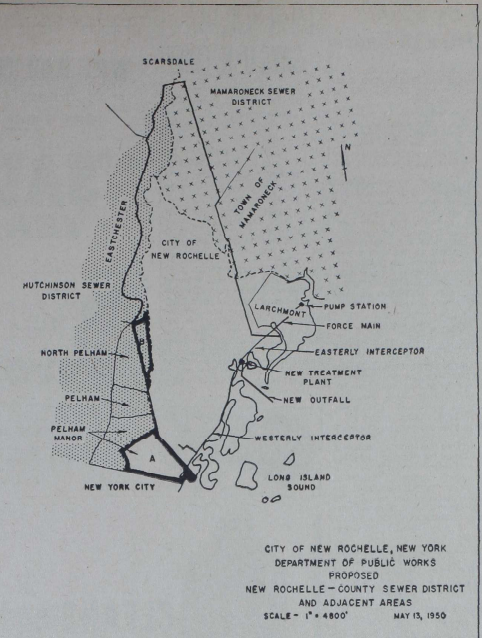 SCARSDALE
MAMARONECK SEWER
DISTRICT
N
TOWN OF
MAMARONECK
EASTCHESTER
CITY OF
NEW ROCHELLE
HUTCHINSON SEWER
DISTRICT
LARCHMONT
PUMP STATION
FORCE MAIN
B
NORTH PELHAM
EASTERLY INTERCEPTOR
NEW TREATMENT
PLANT
PELHAM
NEW OUTFALL
PELHAM
MANOR
WESTERLY INTERCEPTOR
A
LONG ISLAND
SOUND
NEW YORK CITY
CITY OF NEW ROCHELLE, NEW YORK
DEPARTMENT OF PUBLIC WORKS
PROPOSED
NEW ROCHELLE - COUNTY SEWER DISTRICT
AND ADJACENT AREAS
SCALE - 1" = 4800' MAY 13, 1950